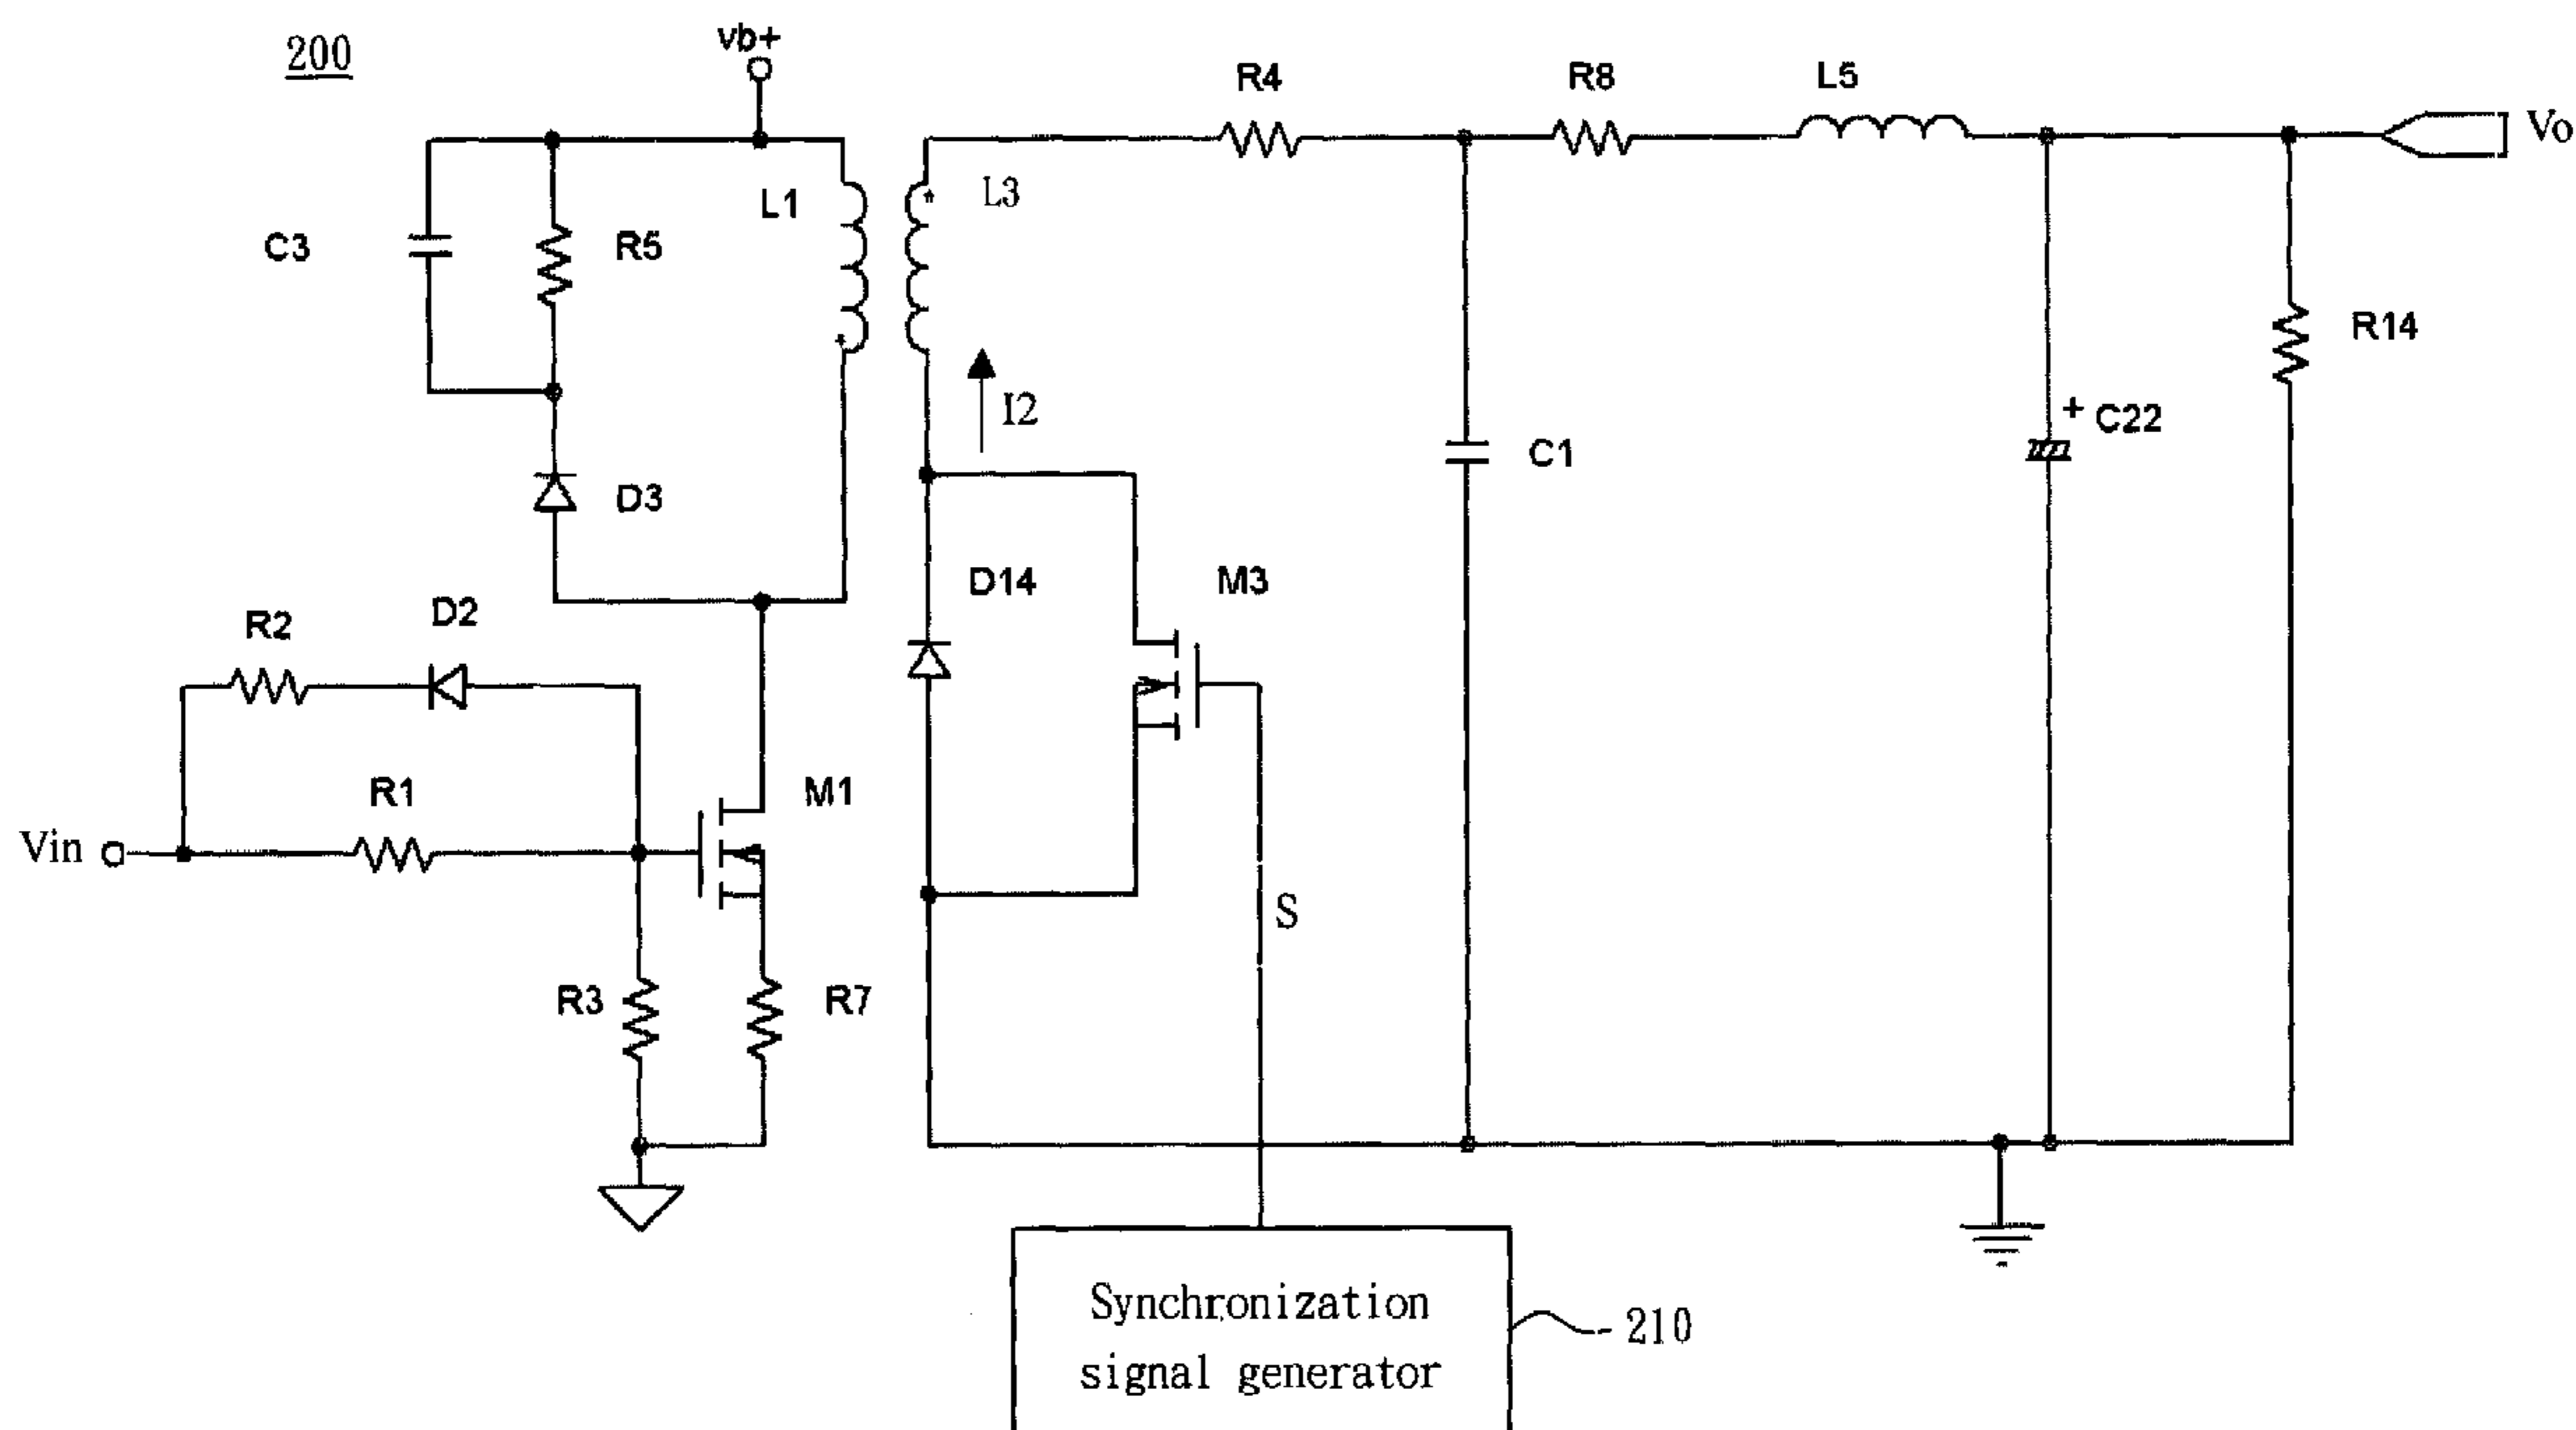 200
vb+
R4
R8
L5
Vo
L1
L3
C3
R5
R14
I2
+ C22
C1
D3
D14
M3
R2
D2
R1
M1
Vin
S
R3
R7
Synchronization
signal generator
210